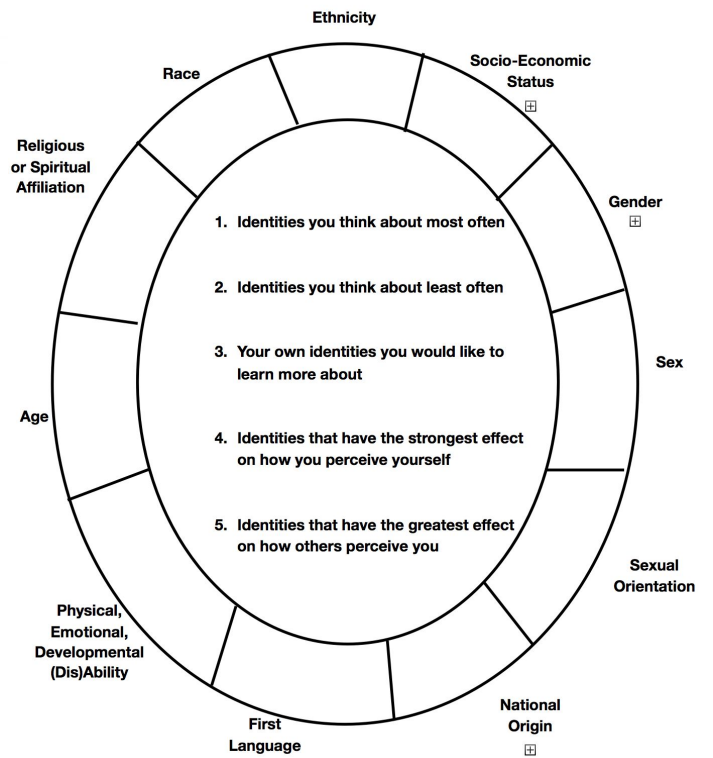 Ethnicity
Socio-Economic
Status
Race
Religious
or Spiritual
Affiliation
Gender
1. Identities you think about most often
2. Identities you think about least often
3. Your own identities you would like to
learn more about
Sex
Age
4. Identities that have the strongest effect
on how you perceive yourself
5. Identities that have the greatest effect
on how others perceive you
Sexual
Orientation
Physical,
Emotional,
Developmental
(Dis)Ability
National
Origin
First
Language